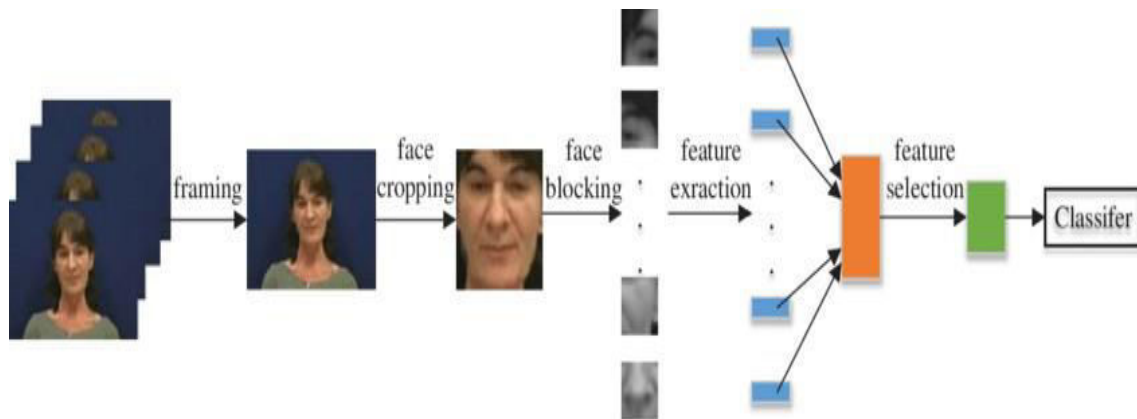 framing
face
cropping
face
blocking
feature
exraction
feature
selection
Classifer